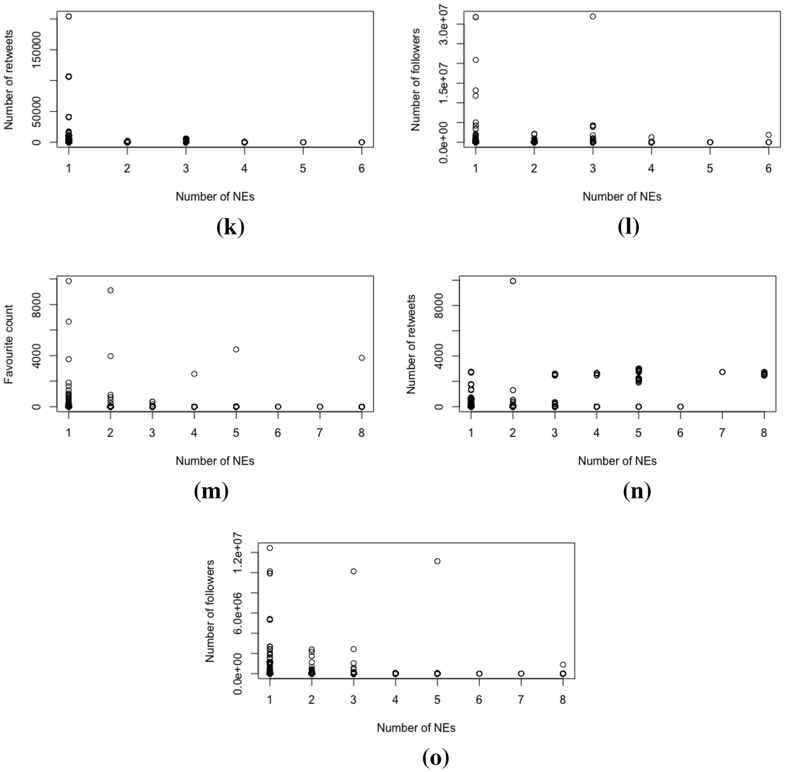 Number of retweets
150000
50000
0
1 2 3 4 5 6
Number of NEs
(k)
Number of followers
3.0e+07
1.5e+07
0.0e+00
1 2 3 4 5 6
Number of NEs
(l)
Favourite count
8000
4000
0
1 2 3 4 5 6 7 8
Number of NEs
(m)
Number of retweets
8000
4000
0
1 2 3 4 5 6 7 8
Number of NEs
(n)
Number of followers
1.2e+07
6.0e+06
0.0e+00
1 2 3 4 5 6 7 8
Number of NEs
(o)